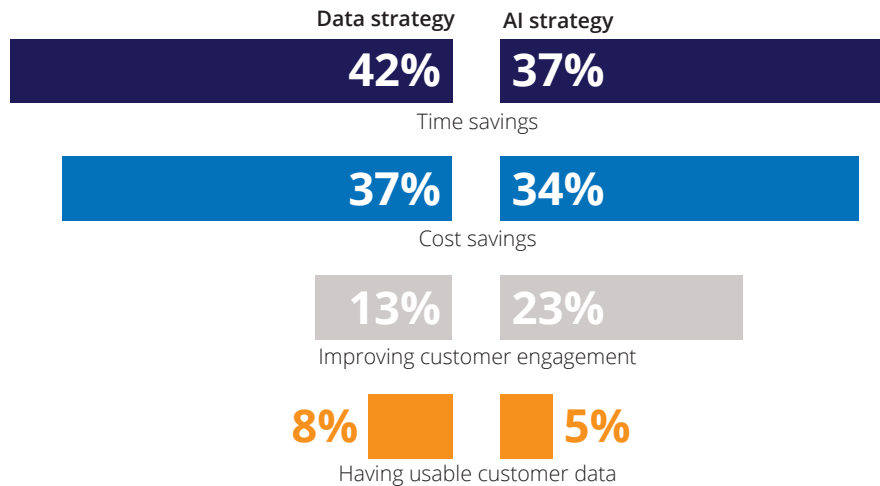 Data strategy AI strategy
42% 37%
Time savings
37% 34%
Cost savings
13% 23%
Improving customer engagement
8% 5%
Having usable customer data